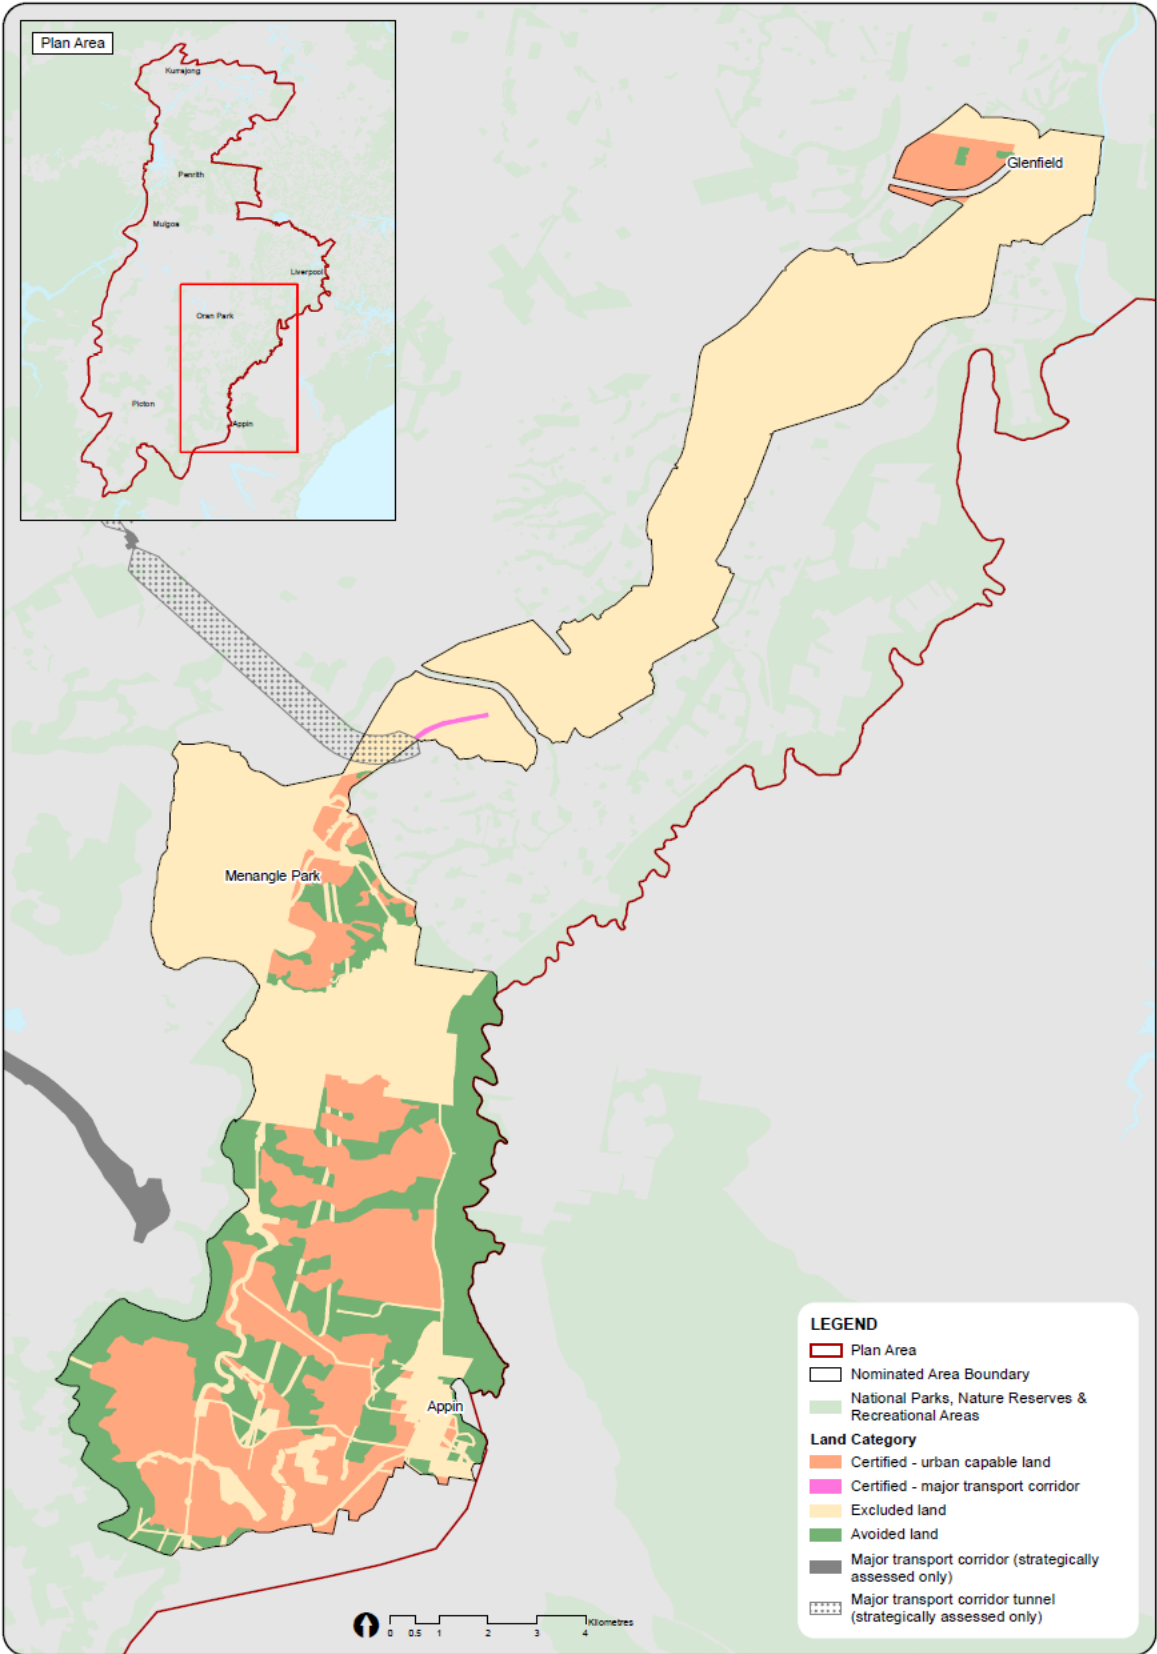 Plan Area
Kurrajong
Penrith
Mulgoa
Liverpool
Oran Park
Picton
Appin
Glenfield
Menangle Park
Appin
LEGEND
Plan Area
Nominated Area Boundary
National Parks, Nature Reserves &
Recreational Areas
Land Category
Certified - urban capable land
Certified - major transport corridor
Excluded land
Avoided land
Major transport corridor (strategically
assessed only)
Major transport corridor tunnel
(strategically assessed only)
Kilometres
0 0.5 1 2 3 4